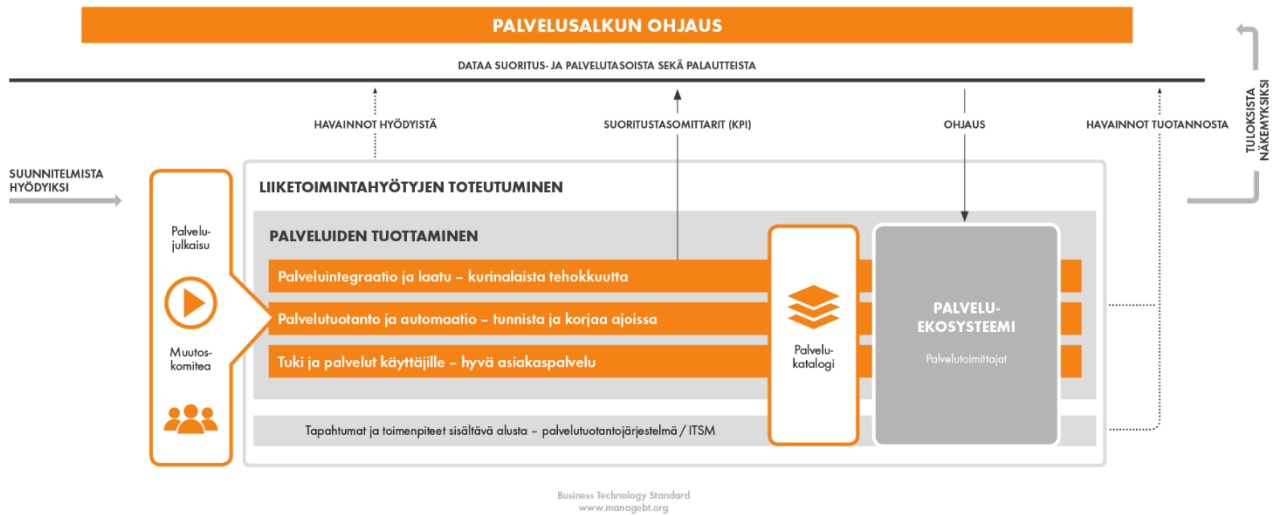 PALVELUSALKUN OHJAUS
DATAA SUORITUS- JA PALVELUTASOISTA SEKÄ PALAUTTEISTA
HAVAINNOT HYÖDYISTÄ
SUORITUSTASOMITTARIT (KPI)
OHJAUS
HAVAINNOT TUOTANNOSTA
TULOKSISTA
NÄKEMYKSIKSI
SUUNNITELMISTA
HYÖDYIKSI
Palvelu-
julkaisu
Muutos-
komitea
LIIKETOIMINTAHYÖTYJEN TOTEUTUMINEN
PALVELUIDEN TUOTTAMINEN
Palveluintegraatio ja laatu – kurinalaista tehokkuutta
Palvelutuotanto ja automaatio – tunnista ja korjaa ajoissa
Tuki ja palvelut käyttäjille – hyvä asiakaspalvelu
Palvelu-
katalogi
PALVELU-
EKOSYSTEEMI
Palvelutoimittajat
Tapahtumat ja toimenpiteet sisältävä alusta – palvelutuotantojärjestelmä / ITSM
Business Technology Standard
www.managebt.org